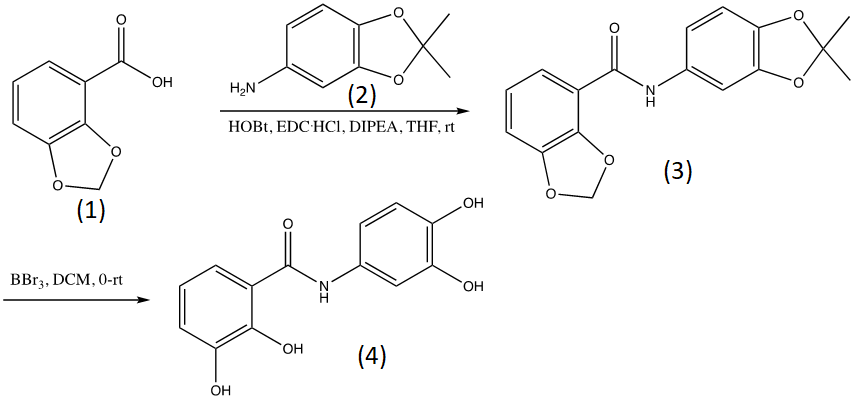 O
OH
O
O
(1)
H₂N
O
O
(2)
HOBt, EDC·HCl, DIPEA, THF, rt
O
N
H
O
O
O
O
(3)
BBr₃, DCM, 0-rt
O
N
H
OH
OH
OH
OH
(4)